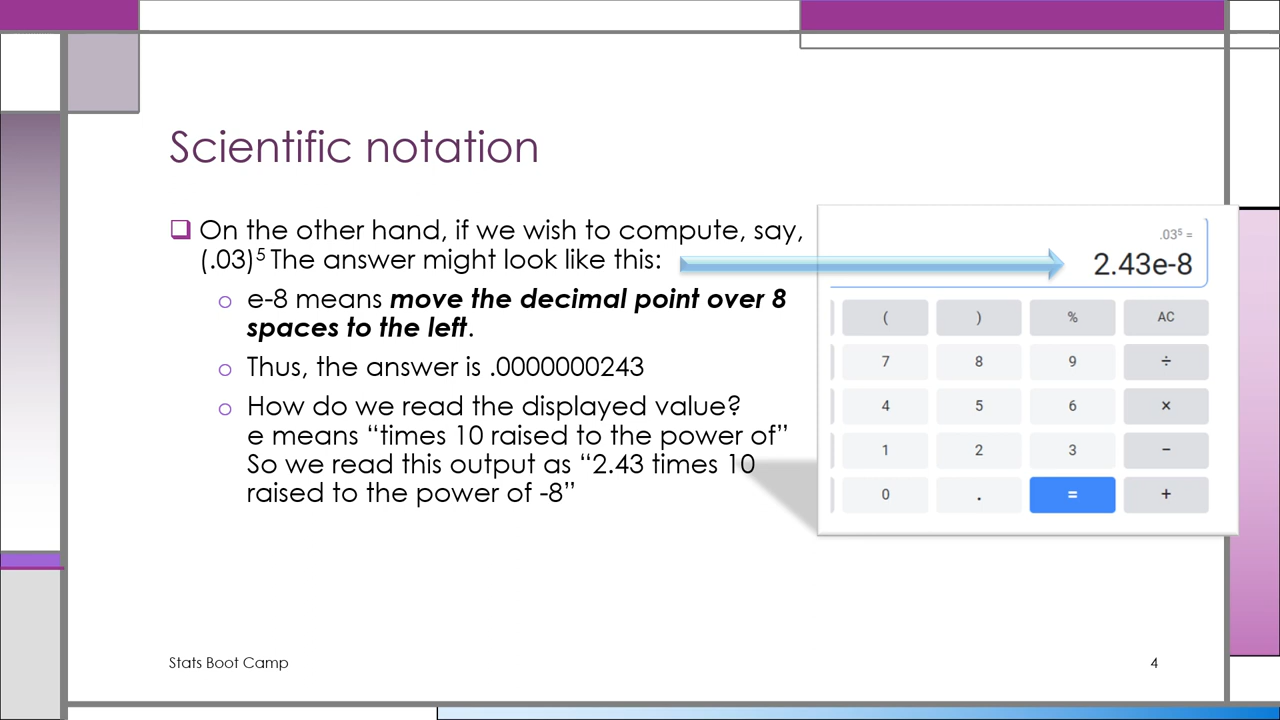 Scientific notation
❑ On the other hand, if we wish to compute, say,
(.03)⁵ The answer might look like this:
o e-8 means move the decimal point over 8
spaces to the left.
o Thus, the answer is .0000000243
o How do we read the displayed value?
e means “times 10 raised to the power of”
So we read this output as “2.43 times 10
raised to the power of -8”
.03⁵ =
2.43e-8
( ) % AC
7 8 9 ÷
4 5 6 ×
1 2 3 −
0 . = +
Stats Boot Camp
4